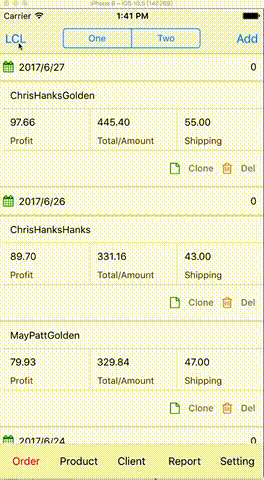 iPhone 6 – iOS 10.3 (14E269)
Carrier 1:41 PM
LCL One Two Add
2017/6/27 0
ChrisHanksGolden
97.66 445.40 55.00
Profit Total/Amount Shipping
Clone Del
2017/6/26 0
ChrisHanksHanks
89.70 331.16 43.00
Profit Total/Amount Shipping
Clone Del
MayPattGolden
79.93 329.84 47.00
Profit Total/Amount Shipping
Clone Del
2017/6/24 0
Order Product Client Report Setting